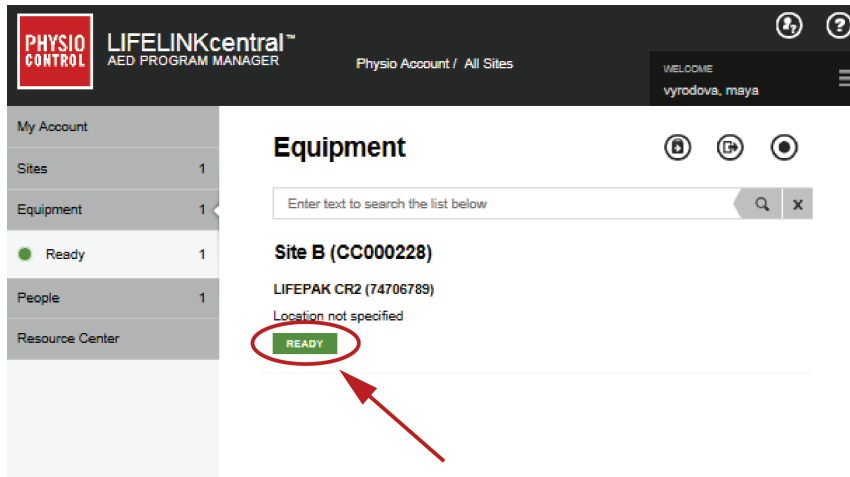 PHYSIO
CONTROL
LIFELINKcentral™
AED PROGRAM MANAGER
Physio Account / All Sites
WELCOME
vyrodova, maya
My Account
Sites 1
Equipment 1
Ready 1
People 1
Resource Center
Equipment
Enter text to search the list below
X
Site B (CC000228)
LIFEPAK CR2 (74706789)
Location not specified
READY